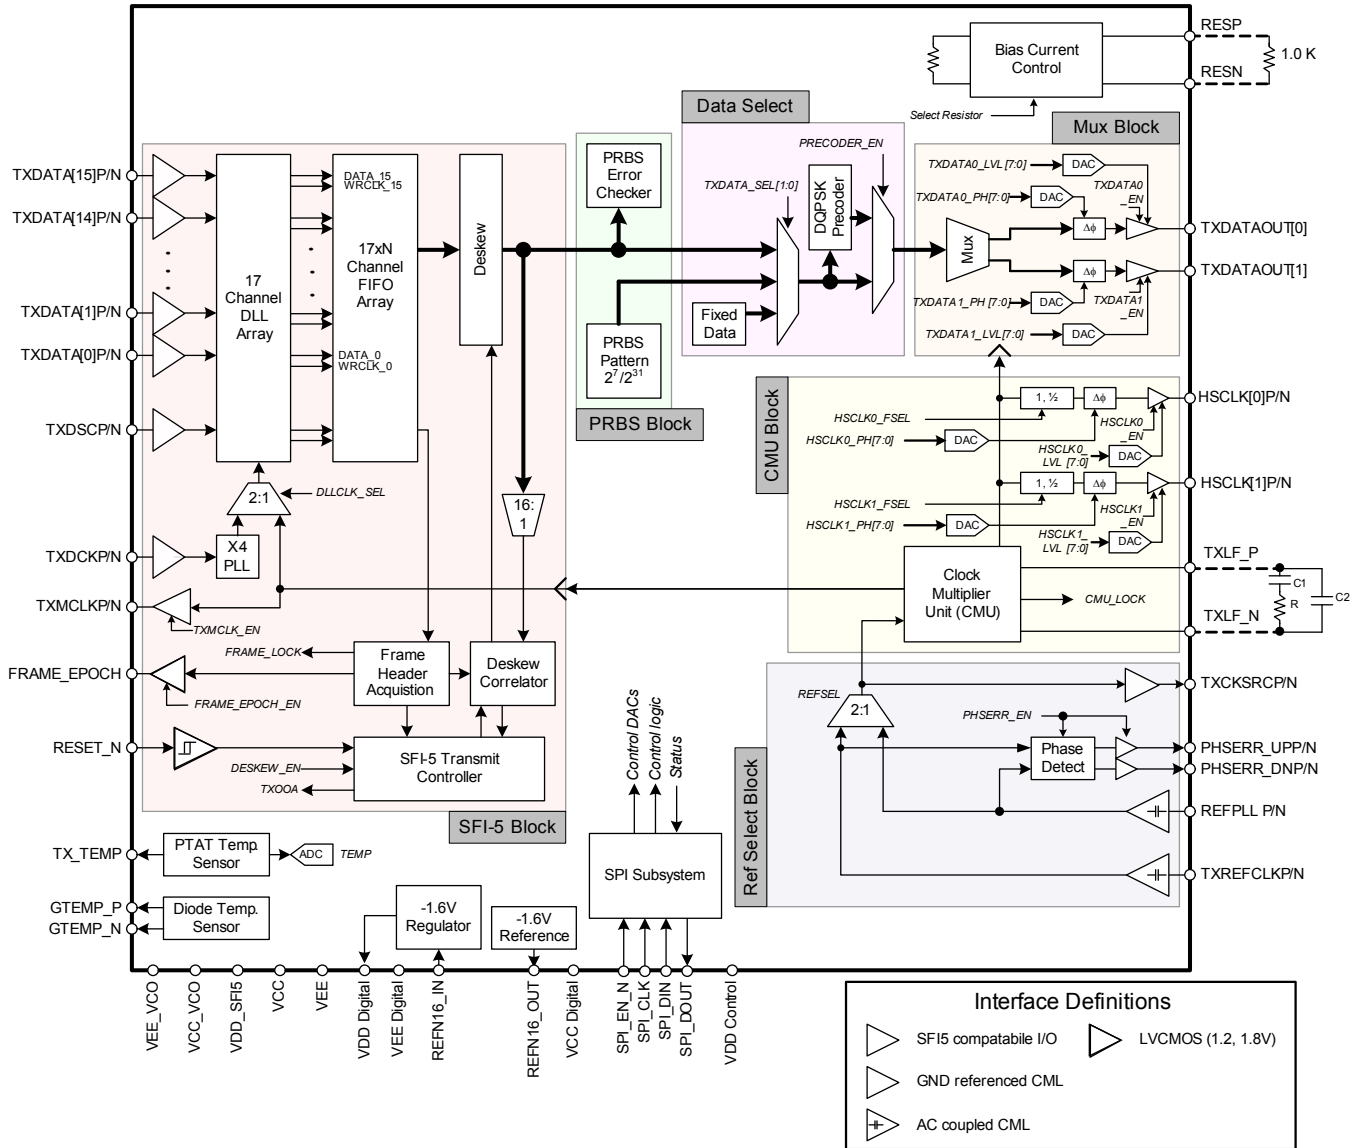 RESP
Bias Current
Control
1.0 K
RESN
Select Resistor
Data Select
Mux Block
PRECODER_EN
TXDATA_SEL[1:0]
PRBS
Error
Checker
DQPSK
Precoder
TXDATA0_LVL[7:0]
DAC
TXDATA0_PH[7:0]
DAC
TXDATA0
_EN
Δϕ
TXDATAOUT[0]
Mux
Δϕ
TXDATAOUT[1]
TXDATA1_PH [7:0]
DAC
TXDATA1
_EN
TXDATA1_LVL[7:0]
DAC
Fixed
Data
PRBS
Pattern
2⁷/2³¹
PRBS Block
TXDATA[15]P/N
TXDATA[14]P/N
TXDATA[1]P/N
TXDATA[0]P/N
TXDSCP/N
17
Channel
DLL
Array
DATA_15
WRCLK_15
17xN
Channel
FIFO
Array
DATA_0
WRCLK_0
Deskew
2:1
DLLCLK_SEL
16:
1
TXDCKP/N
X4
PLL
TXMCLKP/N
TXMCLK_EN
FRAME_LOCK
Frame
Header
Acquistion
Deskew
Correlator
FRAME_EPOCH
FRAME_EPOCH_EN
RESET_N
DESKEW_EN
TXOOA
SFI-5 Transmit
Controller
SFI-5 Block
CMU Block
HSCLK0_FSEL
1, ½
Δϕ
HSCLK[0]P/N
HSCLK0_PH[7:0]
DAC
HSCLK0
_EN
HSCLK0_
LVL [7:0]
DAC
HSCLK1_FSEL
1, ½
Δϕ
HSCLK[1]P/N
HSCLK1_PH[7:0]
DAC
HSCLK1
_EN
HSCLK1_
LVL [7:0]
DAC
Clock
Multiplier
Unit (CMU)
CMU_LOCK
TXLF_P
C1
R
C2
TXLF_N
Ref Select Block
REFSEL
2:1
TXCKSRCP/N
PHSERR_EN
Phase
Detect
PHSERR_UPP/N
PHSERR_DNP/N
REFPLL P/N
TXREFCLKP/N
TX_TEMP
PTAT Temp.
Sensor
ADC
TEMP
GTEMP_P
GTEMP_N
Diode Temp.
Sensor
-1.6V
Regulator
-1.6V
Reference
Control DACs
Control logic
Status
SPI Subsystem
VEE_VCO
VCC_VCO
VDD_SFI5
VCC
VEE
VDD Digital
VEE Digital
REFN16_IN
REFN16_OUT
VCC Digital
SPI_EN_N
SPI_CLK
SPI_DIN
SPI_DOUT
VDD Control
Interface Definitions
SFI5 compatabile I/O
LVCMOS (1.2, 1.8V)
GND referenced CML
AC coupled CML